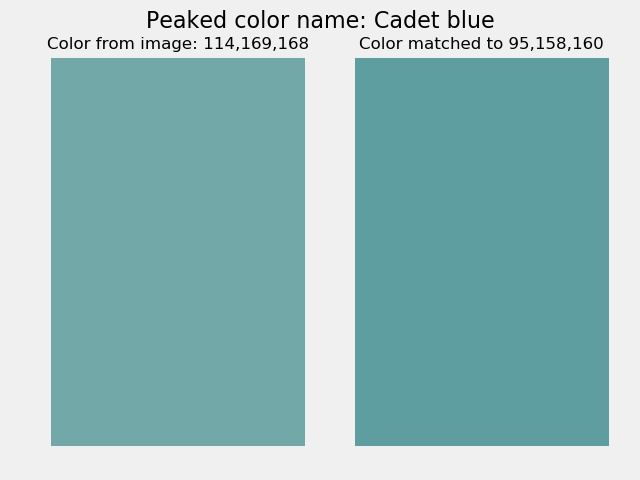 Peaked color name: Cadet blue
Color from image: 114,169,168
Color matched to 95,158,160